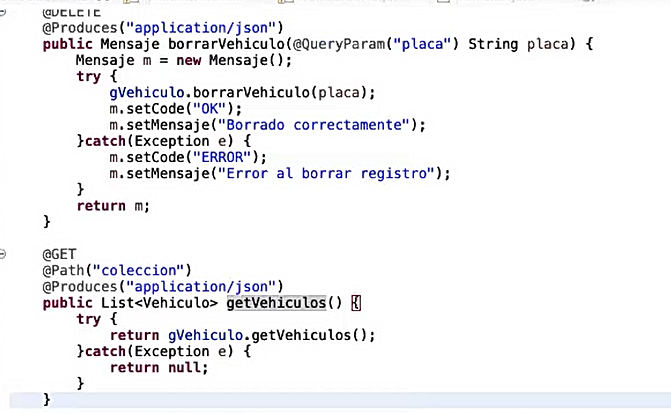 @DELETE
@Produces("application/json")
public Mensaje borrarVehiculo(@QueryParam("placa") String placa) {
    Mensaje m = new Mensaje();
    try {
        gVehiculo.borrarVehiculo(placa);
        m.setCode("OK");
        m.setMensaje("Borrado correctamente");
    }catch(Exception e) {
        m.setCode("ERROR");
        m.setMensaje("Error al borrar registro");
    }
    return m;
}
@GET
@Path("coleccion")
@Produces("application/json")
public List<Vehiculo> getVehiculos() {
    try {
        return gVehiculo.getVehiculos();
    }catch(Exception e) {
        return null;
    }
}